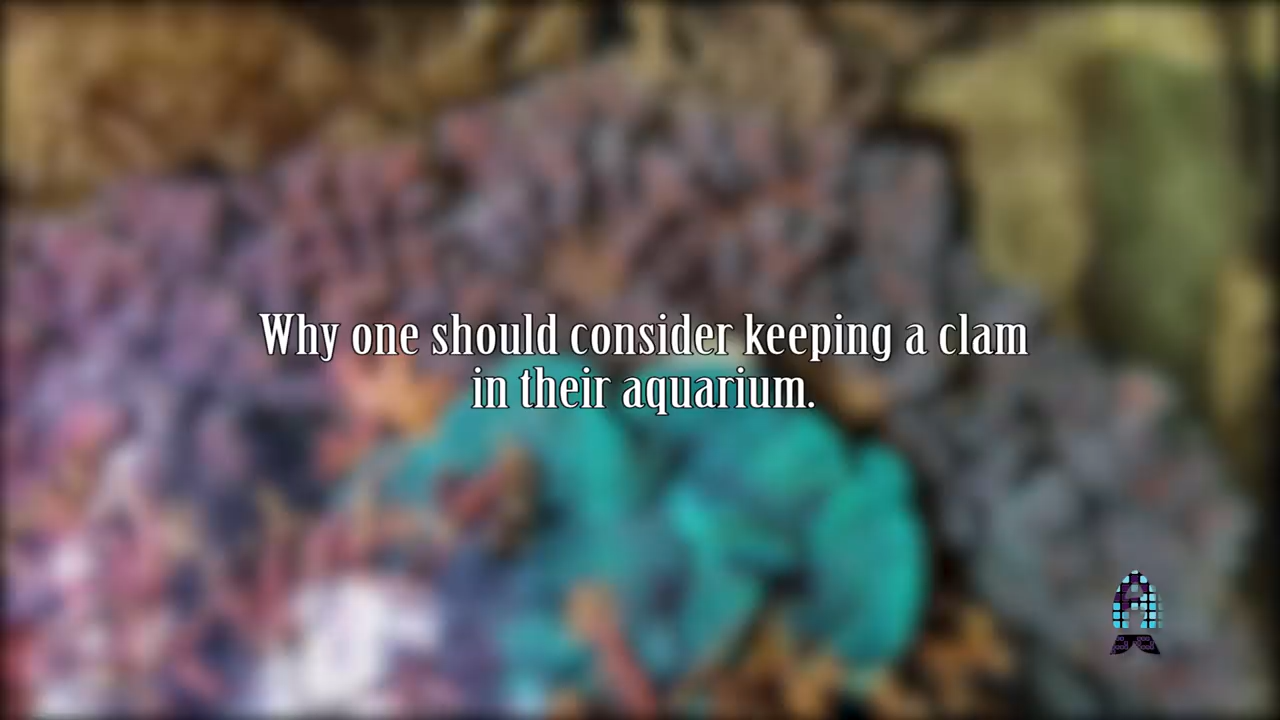 Why one should consider keeping a clam
in their aquarium.